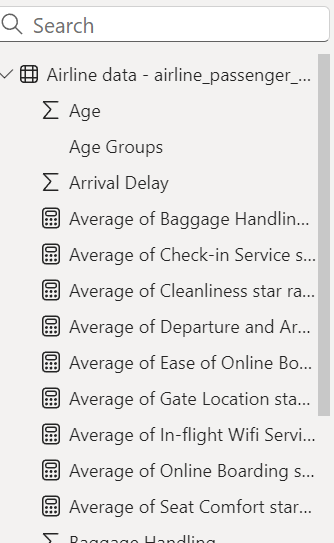 Search
Airline data - airline_passenger_...
Age
Age Groups
Arrival Delay
Average of Baggage Handlin...
Average of Check-in Service s...
Average of Cleanliness star ra...
Average of Departure and Ar...
Average of Ease of Online Bo...
Average of Gate Location sta...
Average of In-flight Wifi Servi...
Average of Online Boarding s...
Average of Seat Comfort star...
Baggage Handling